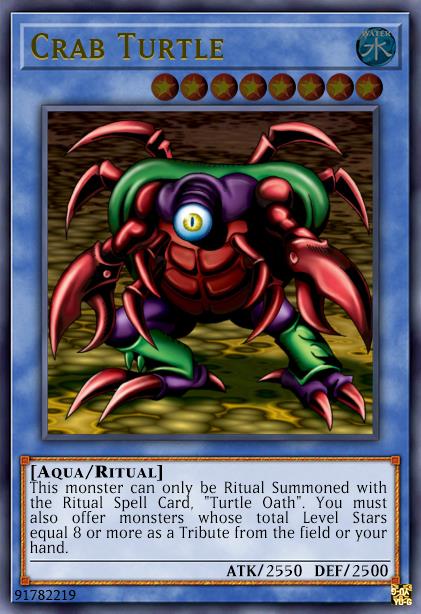 CRAB TURTLE
WATER
水
[AQUA/RITUAL]
This monster can only be Ritual Summoned with
the Ritual Spell Card, "Turtle Oath". You must
also offer monsters whose total Level Stars
equal 8 or more as a Tribute from the field or your
hand.
ATK/2550 DEF/2500
91782219